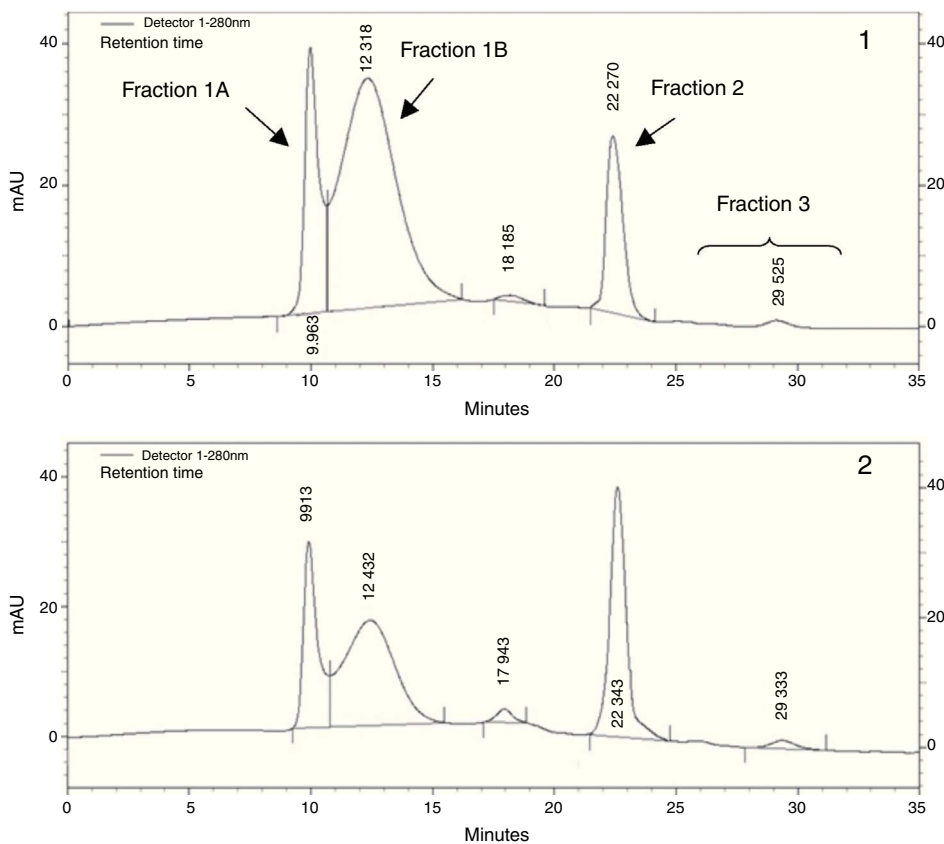 Detector 1-280nm
Retention time
1
Fraction 1A
Fraction 1B
Fraction 2
Fraction 3
9.963
12 318
18 185
22 270
29 525
mAU
40
20
0
40
20
0
0 5 10 15 20 25 30 35
Minutes
Detector 1-280nm
Retention time
2
9913
12 432
17 943
22 343
29 333
mAU
40
20
0
40
20
0
0 5 10 15 20 25 30 35
Minutes